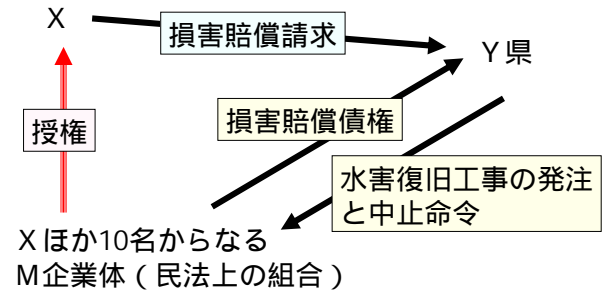 X
損害賠償請求
Y県
授権
損害賠償債権
水害復旧工事の発注
と中止命令
Xほか10名からなる
M企業体（民法上の組合）